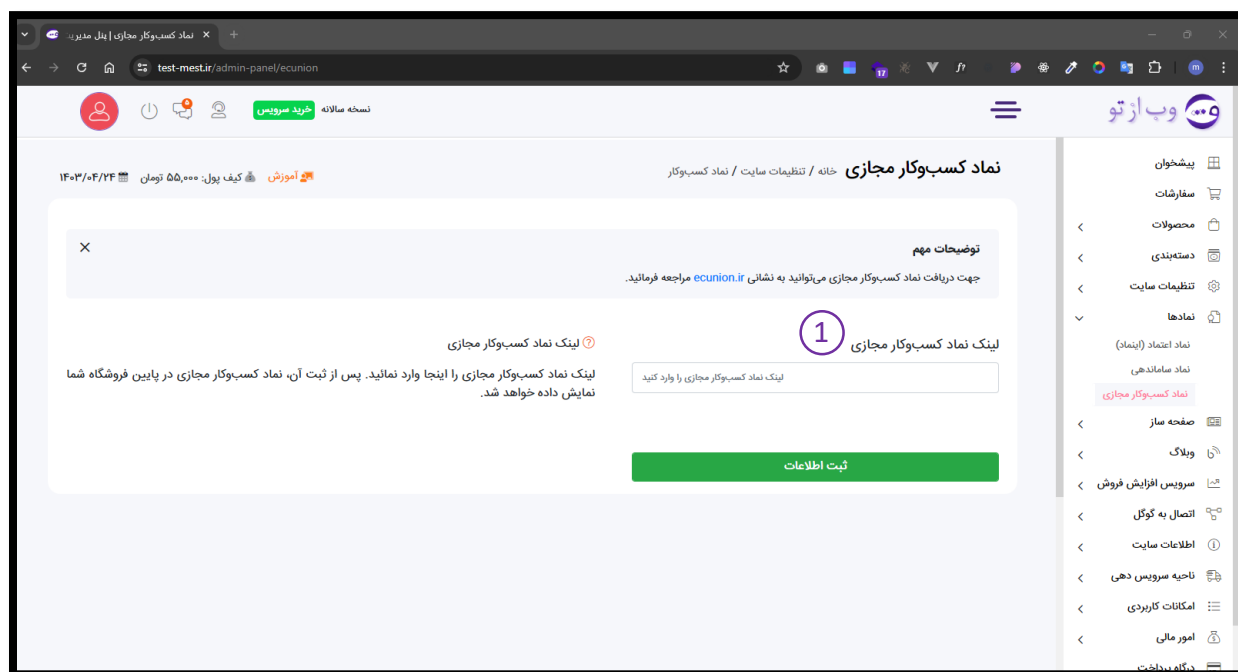 نماد کسب‌وکار مجازی | پنل مدیری
test-mest.ir/admin-panel/ecunion
17
m
وب از تو
نسخه سالانه خرید سرویس
نماد کسب‌وکار مجازی خانه / تنظیمات سایت / نماد کسب‌وکار
آموزش کیف پول: ۵۵,۰۰۰ تومان ۱۴۰۳/۰۴/۲۴
توضیحات مهم
جهت دریافت نماد کسب‌وکار مجازی می‌توانید به نشانی ecunion.ir مراجعه فرمائید.
لینک نماد کسب‌وکار مجازی 1
لینک نماد کسب‌وکار مجازی را وارد کنید
لینک نماد کسب‌وکار مجازی
لینک نماد کسب‌وکار مجازی را اینجا وارد نمائید. پس از ثبت آن، نماد کسب‌وکار مجازی در پایین فروشگاه شما
نمایش داده خواهد شد.
ثبت اطلاعات
پیشخوان
سفارشات
محصولات
دسته‌بندی
تنظیمات سایت
نمادها
نماد اعتماد (اینماد)
نماد ساماندهی
نماد کسب‌وکار مجازی
صفحه ساز
وبلاگ
سرویس افزایش فروش
اتصال به گوگل
اطلاعات سایت
ناحیه سرویس دهی
امکانات کاربردی
امور مالی
درگاه پرداخت